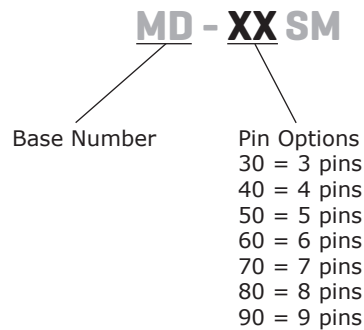 MD - XX SM
Base Number
Pin Options
30 = 3 pins
40 = 4 pins
50 = 5 pins
60 = 6 pins
70 = 7 pins
80 = 8 pins
90 = 9 pins